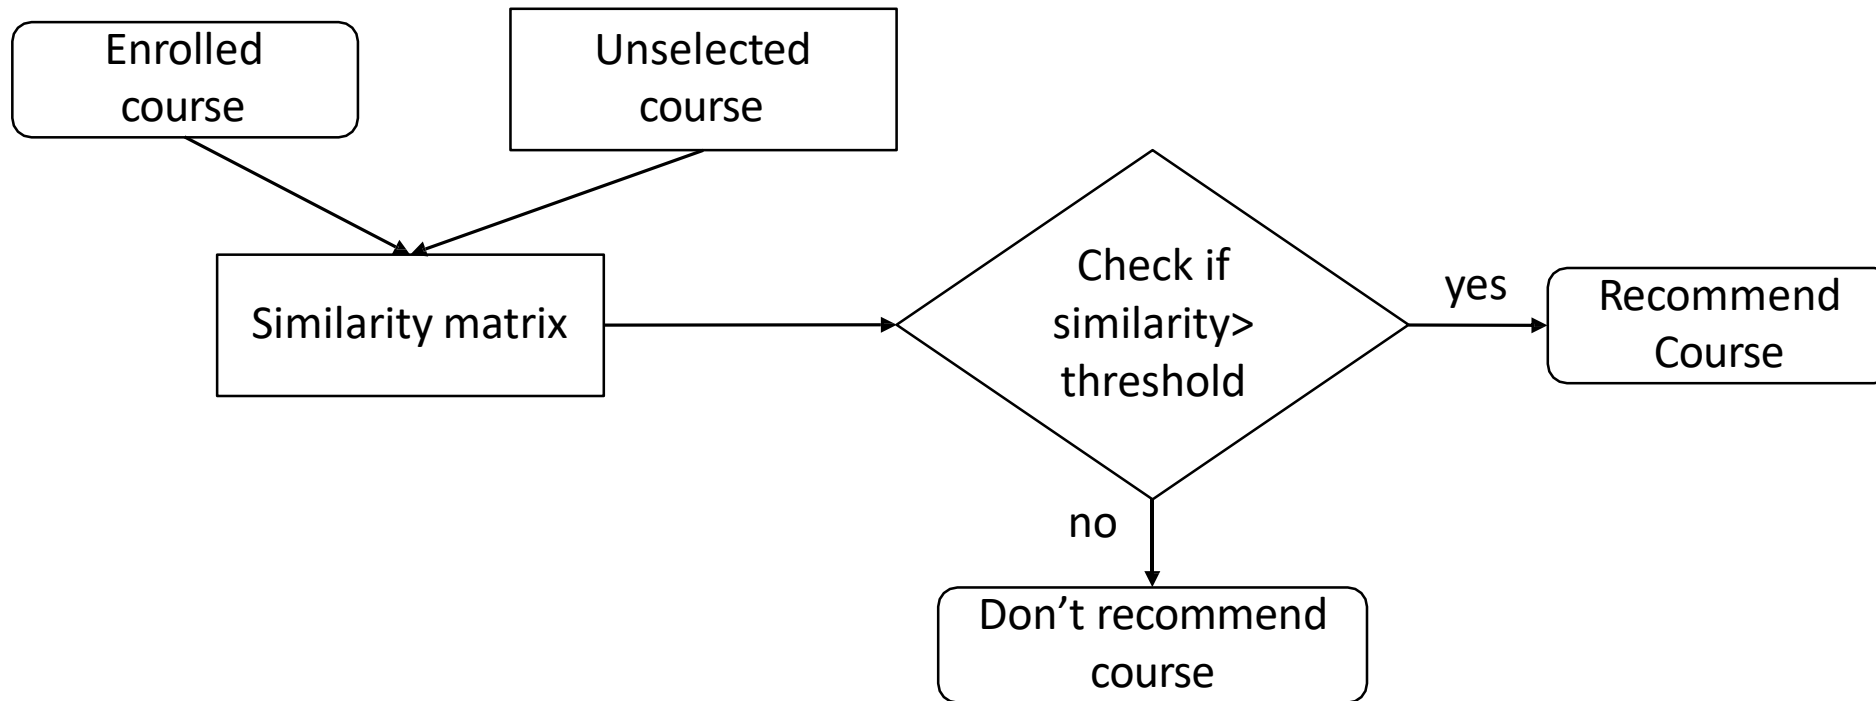 Enrolled
course
Unselected
course
Similarity matrix
Check if
similarity>
threshold
yes
Recommend
Course
no
Don’t recommend
course